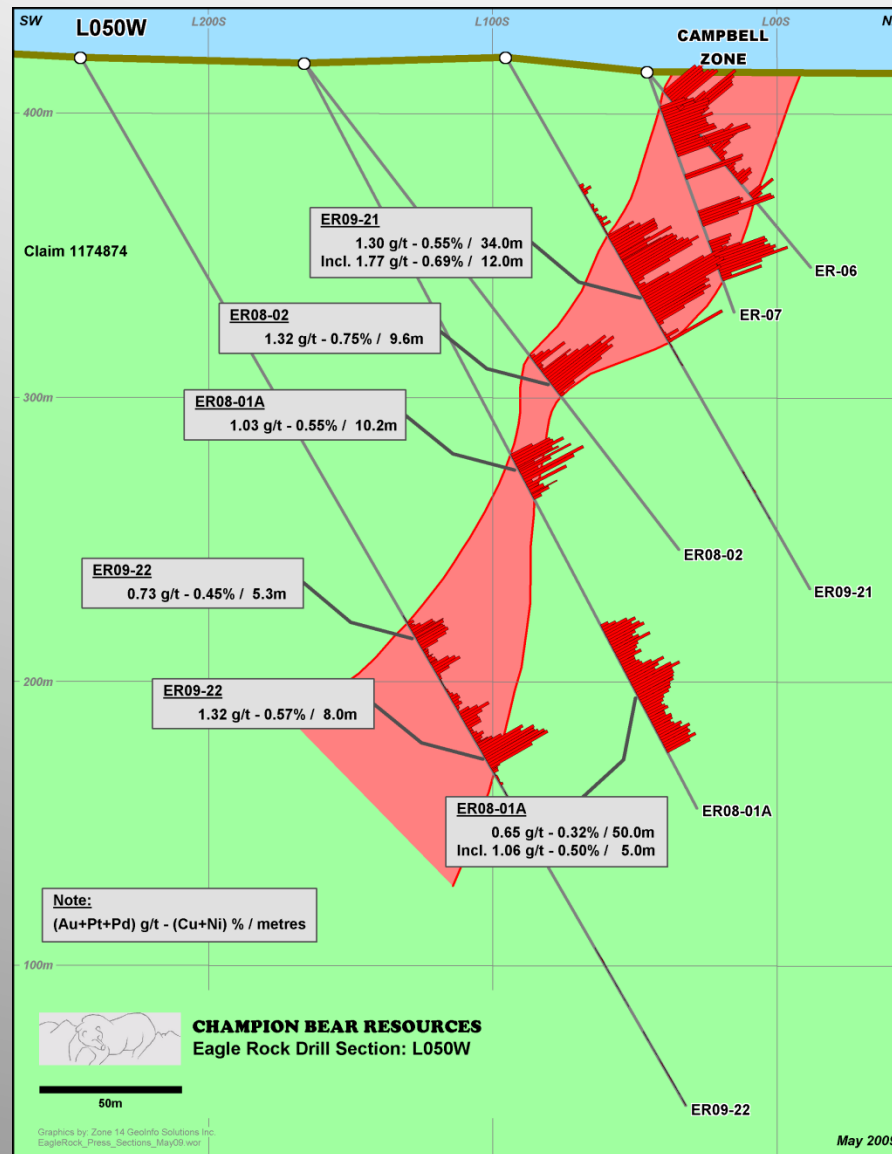 SW
L050W
L200S
L100S
L00S
N
CAMPBELL
ZONE
400m
Claim 1174874
ER09-21
1.30 g/t - 0.55% / 34.0m
Incl. 1.77 g/t - 0.69% / 12.0m
ER-06
ER-07
ER08-02
1.32 g/t - 0.75% / 9.6m
300m
ER08-01A
1.03 g/t - 0.55% / 10.2m
ER08-02
ER09-21
ER09-22
0.73 g/t - 0.45% / 5.3m
200m
ER09-22
1.32 g/t - 0.57% / 8.0m
ER08-01A
0.65 g/t - 0.32% / 50.0m
Incl. 1.06 g/t - 0.50% / 5.0m
ER08-01A
Note:
(Au+Pt+Pd) g/t - (Cu+Ni) % / metres
100m
CHAMPION BEAR RESOURCES
Eagle Rock Drill Section: L050W
50m
ER09-22
Graphics by: Zone 14 GeoInfo Solutions Inc.
EagleRock_Press_Sections_May09.wor
May 2009